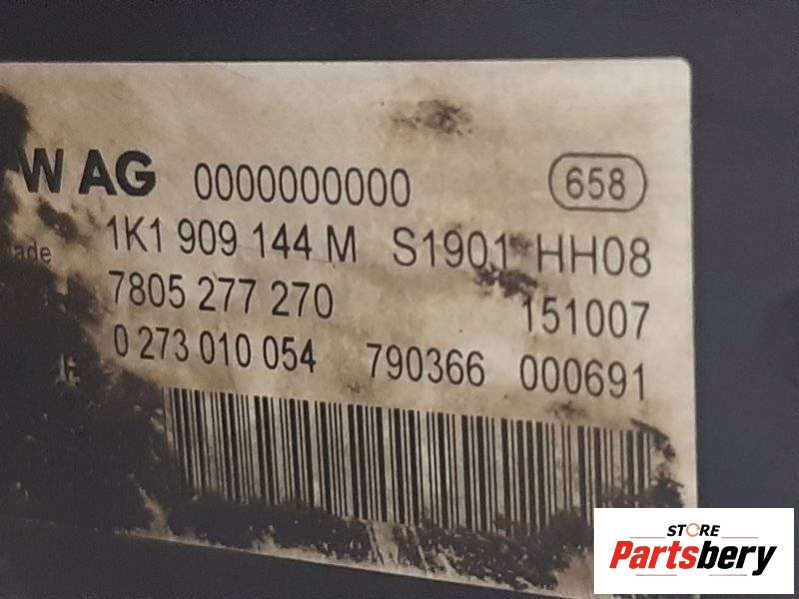 W AG 0000000000 658
1K1 909 144 M S1901 HH08
ade
7805 277 270 151007
0 273 010 054 790366 000691
H
STORE
Partsbery